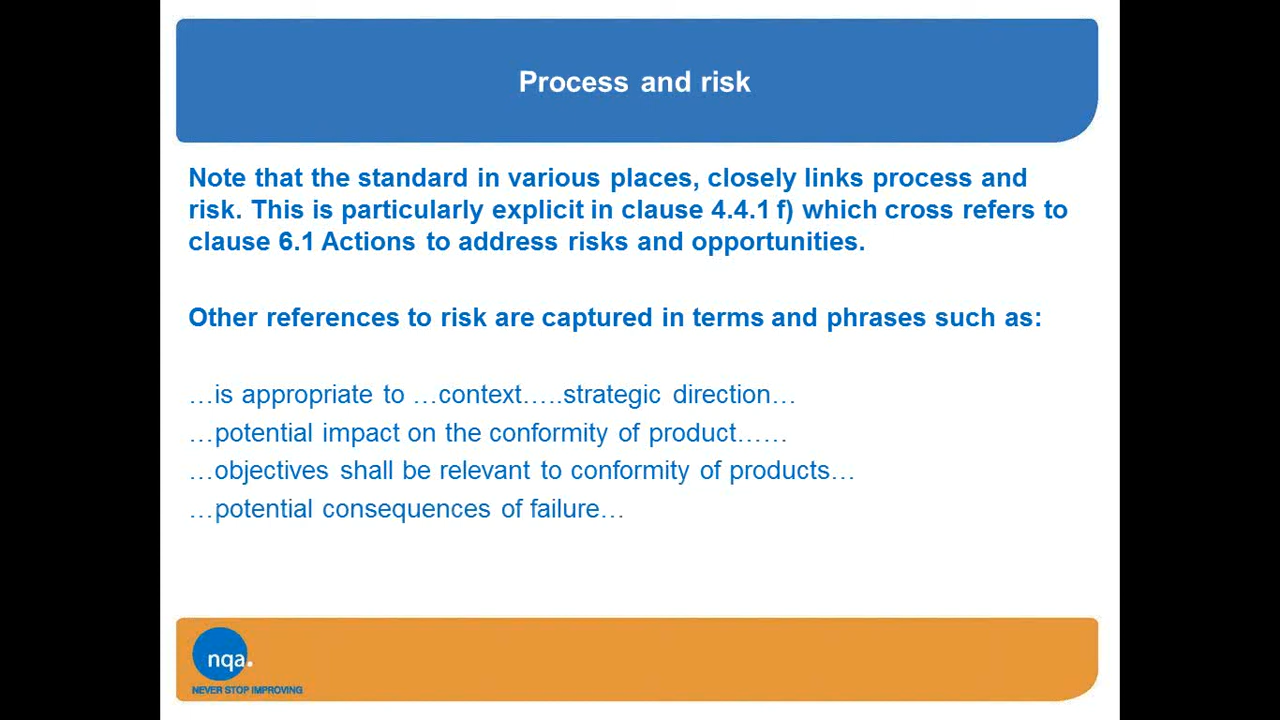 Process and risk
Note that the standard in various places, closely links process and
risk. This is particularly explicit in clause 4.4.1 f) which cross refers to
clause 6.1 Actions to address risks and opportunities.
Other references to risk are captured in terms and phrases such as:
…is appropriate to …context…..strategic direction…
…potential impact on the conformity of product……
…objectives shall be relevant to conformity of products…
…potential consequences of failure…
nqa.
NEVER STOP IMPROVING